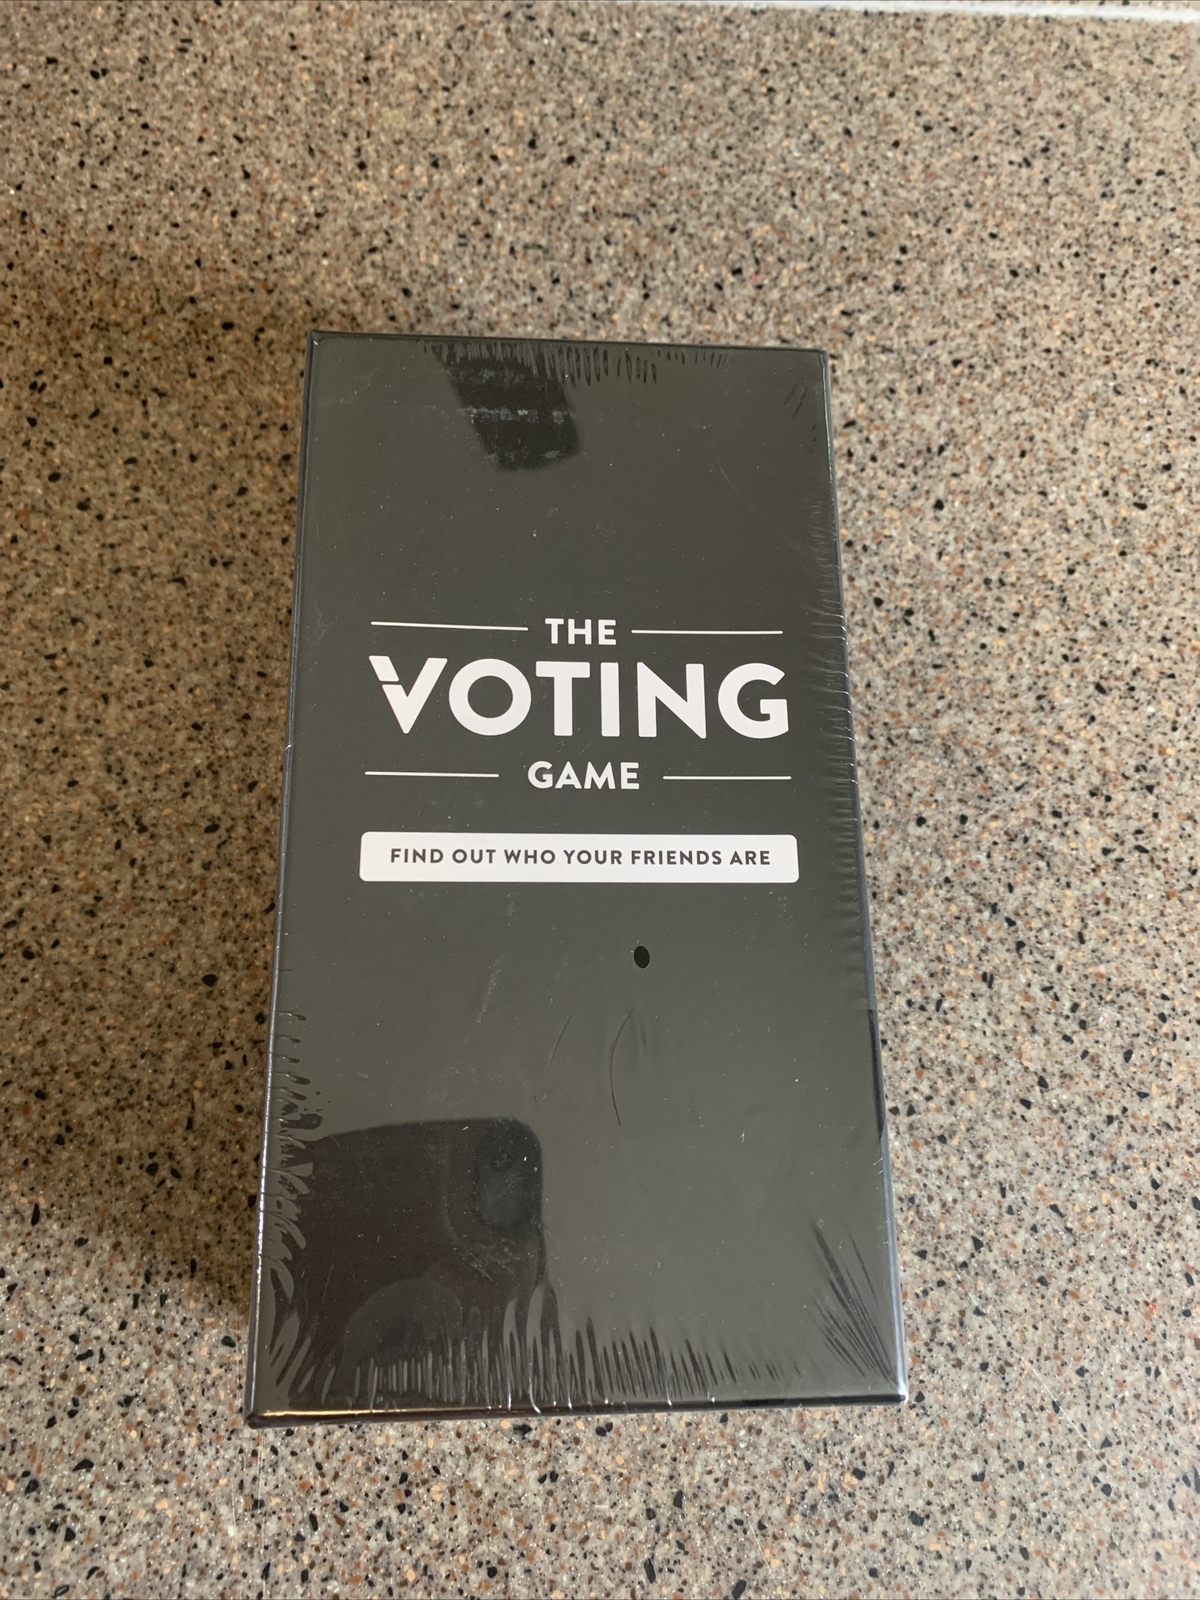 THE
VOTING
GAME
FIND OUT WHO YOUR FRIENDS ARE